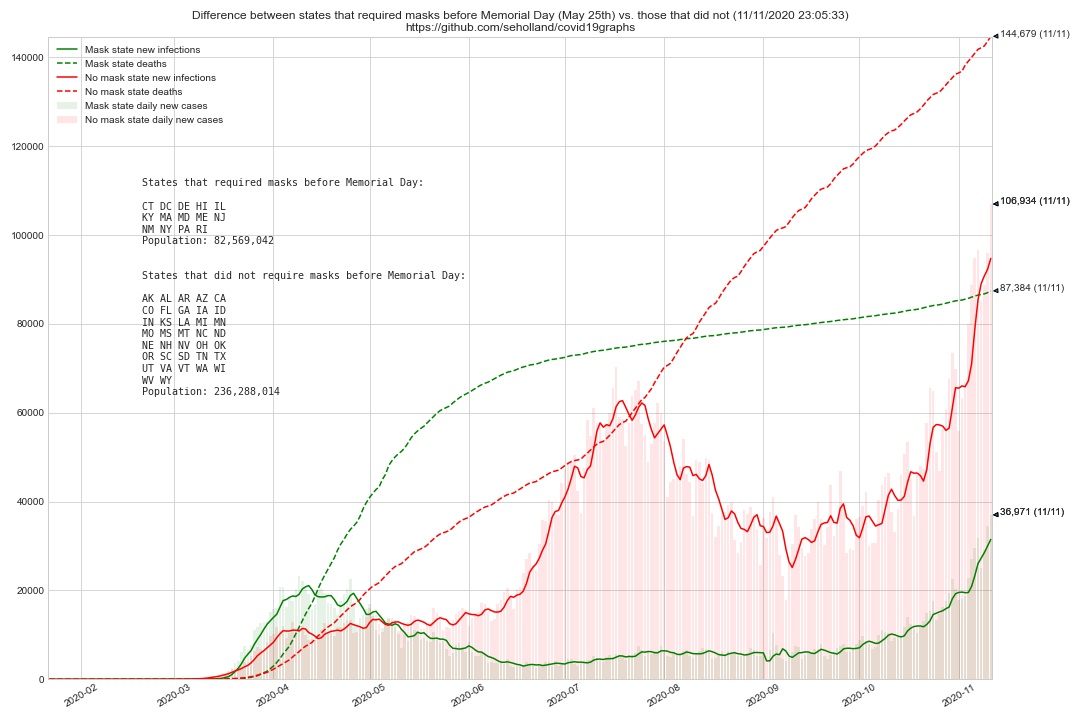 Difference between states that required masks before Memorial Day (May 25th) vs. those that did not (11/11/2020 23:05:33)
https://github.com/seholland/covid19graphs
144,679 (11/11)
140000
Mask state new infections
Mask state deaths
No mask state new infections
No mask state deaths
Mask state daily new cases
No mask state daily new cases
120000
States that required masks before Memorial Day:
CT DC DE HI IL
KY MA MD ME NJ
NM NY PA RI
Population: 82,569,042
106,934 (11/11)
100000
States that did not require masks before Memorial Day:
AK AL AR AZ CA
CO FL GA IA ID
IN KS LA MI MN
MO MS MT NC ND
NE NH NV OH OK
OR SC SD TN TX
UT VA VT WA WI
WV WY
Population: 236,288,014
87,384 (11/11)
80000
60000
40000
36,971 (11/11)
20000
0
2020-02
2020-03
2020-04
2020-05
2020-06
2020-07
2020-08
2020-09
2020-10
2020-11